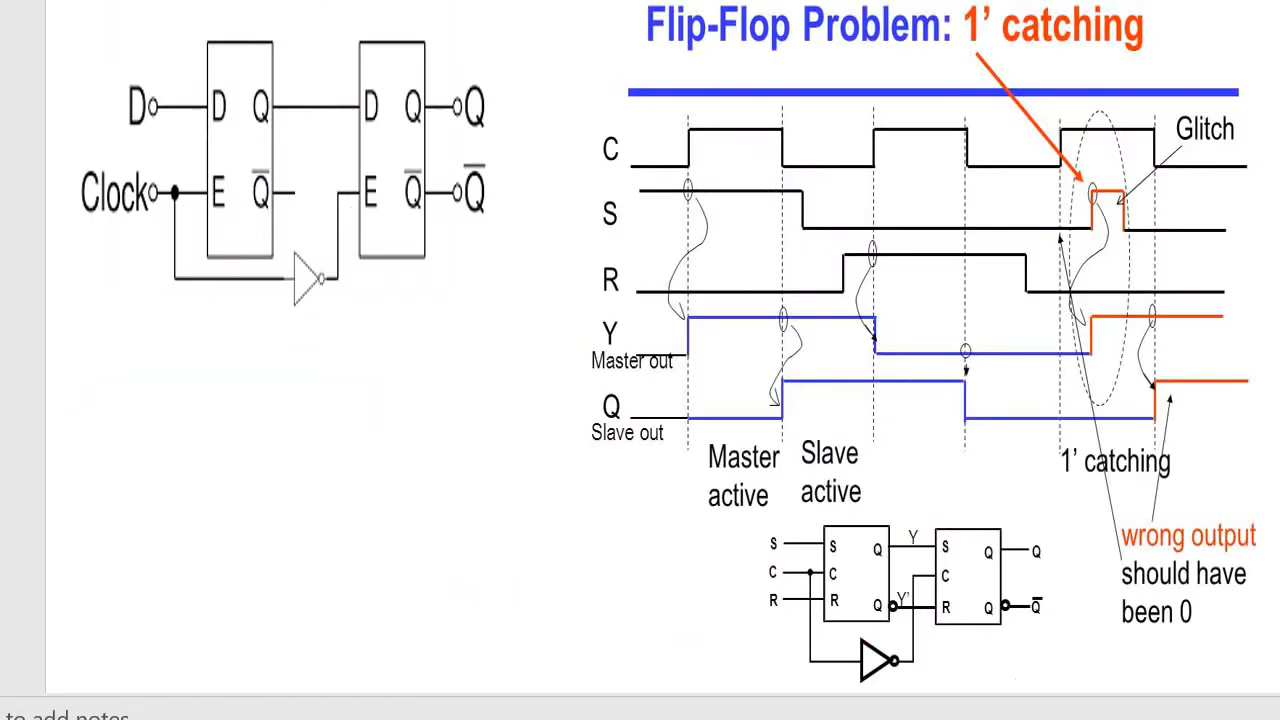 Flip-Flop Problem: 1' catching
D
D Q
D Q
Q
Clock
E Q
E Q
Q
C
Glitch
S
R
Y
Master out
Q
Slave out
Master
active
Slave
active
1' catching
wrong output
should have
been 0
S S Q Y S Q Q
C C C
R R Q Y' R Q Q
to add notes